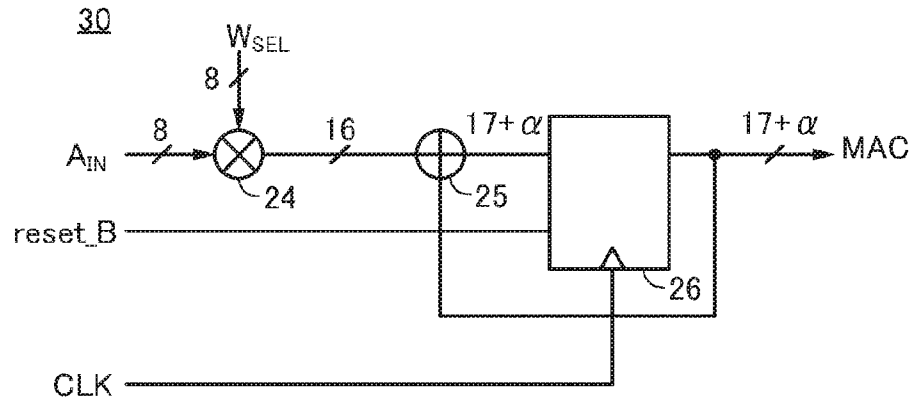 30
W_SEL
8
8
16
17+α
17+α
A_IN
MAC
24
25
reset_B
26
CLK